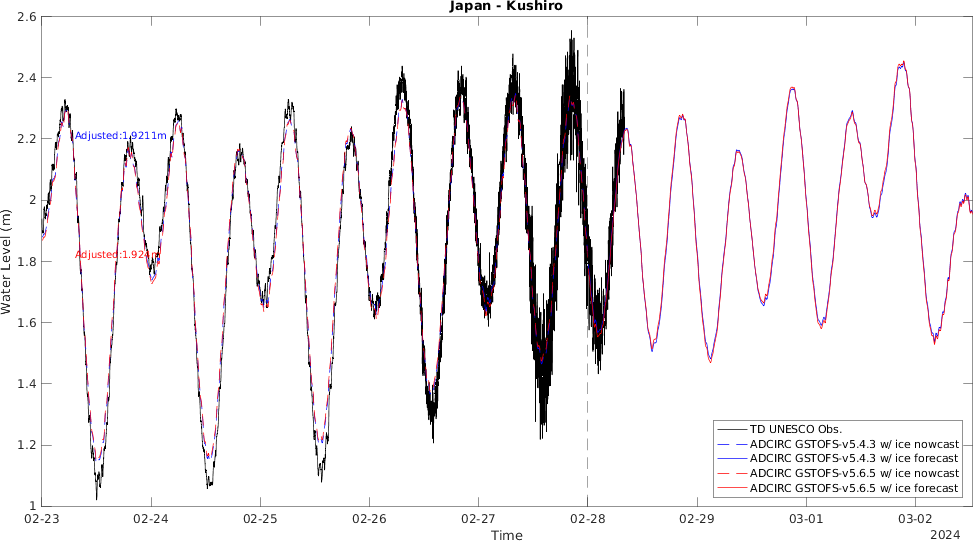 Japan - Kushiro
2.6
2.4
2.2
2
1.8
1.6
1.4
1.2
1
Water Level (m)
Adjusted:1.9211m
Adjusted:1.924
TD UNESCO Obs.
ADCIRC GSTOFS-v5.4.3 w/ ice nowcast
ADCIRC GSTOFS-v5.4.3 w/ ice forecast
ADCIRC GSTOFS-v5.6.5 w/ ice nowcast
ADCIRC GSTOFS-v5.6.5 w/ ice forecast
02-23 02-24 02-25 02-26 02-27 02-28 02-29 03-01 03-02
Time
2024